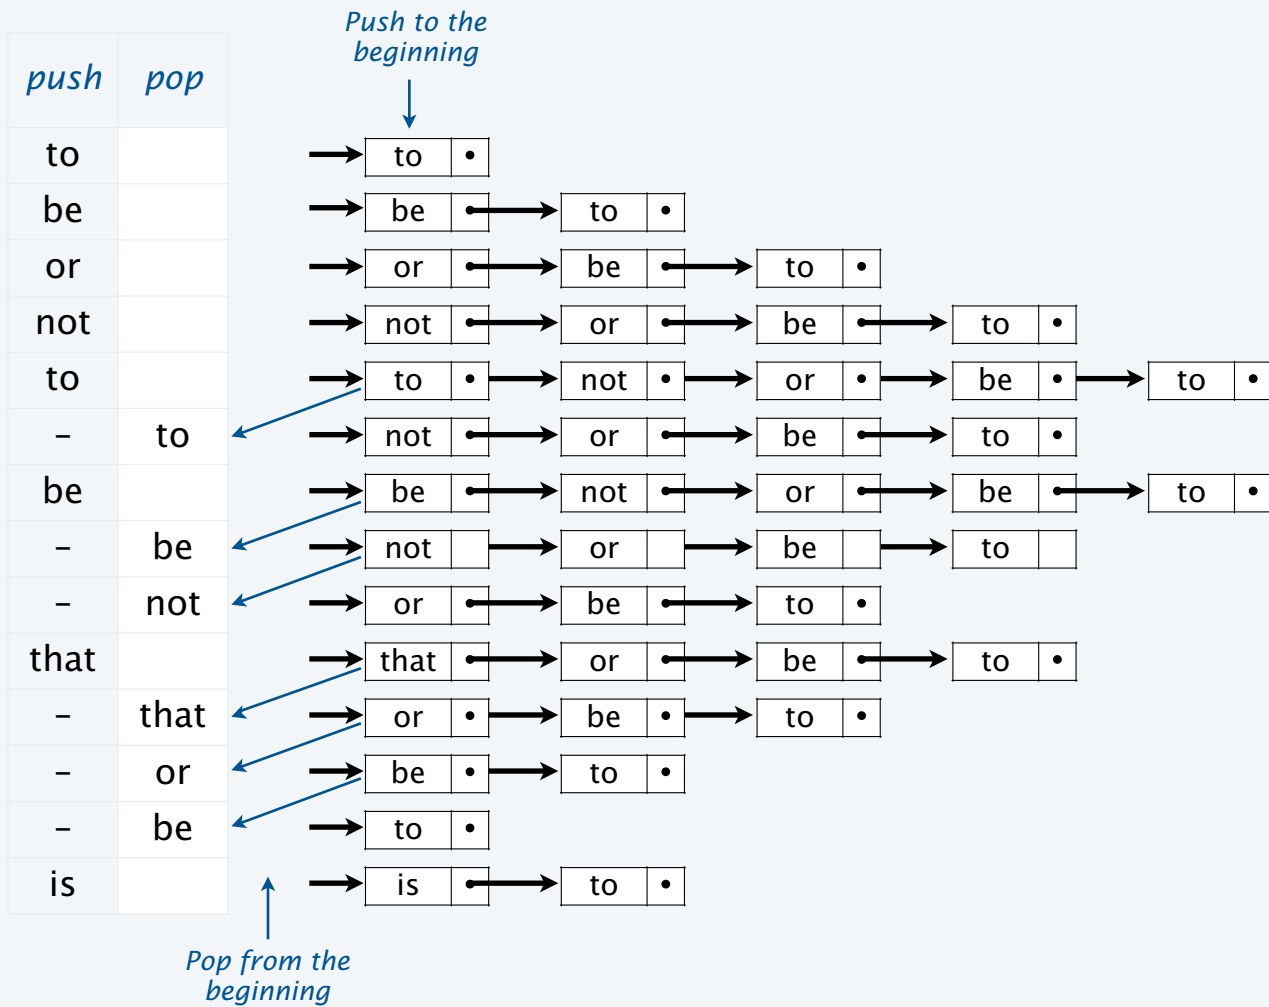 Push to the
beginning
push pop
to to
be be to
or or be to
not not or be to
to to not or be to
– to not or be to
be be not or be to
– be not or be to
– not or be to
that that or be to
– that or be to
– or be to
– be to
is is to
Pop from the
beginning